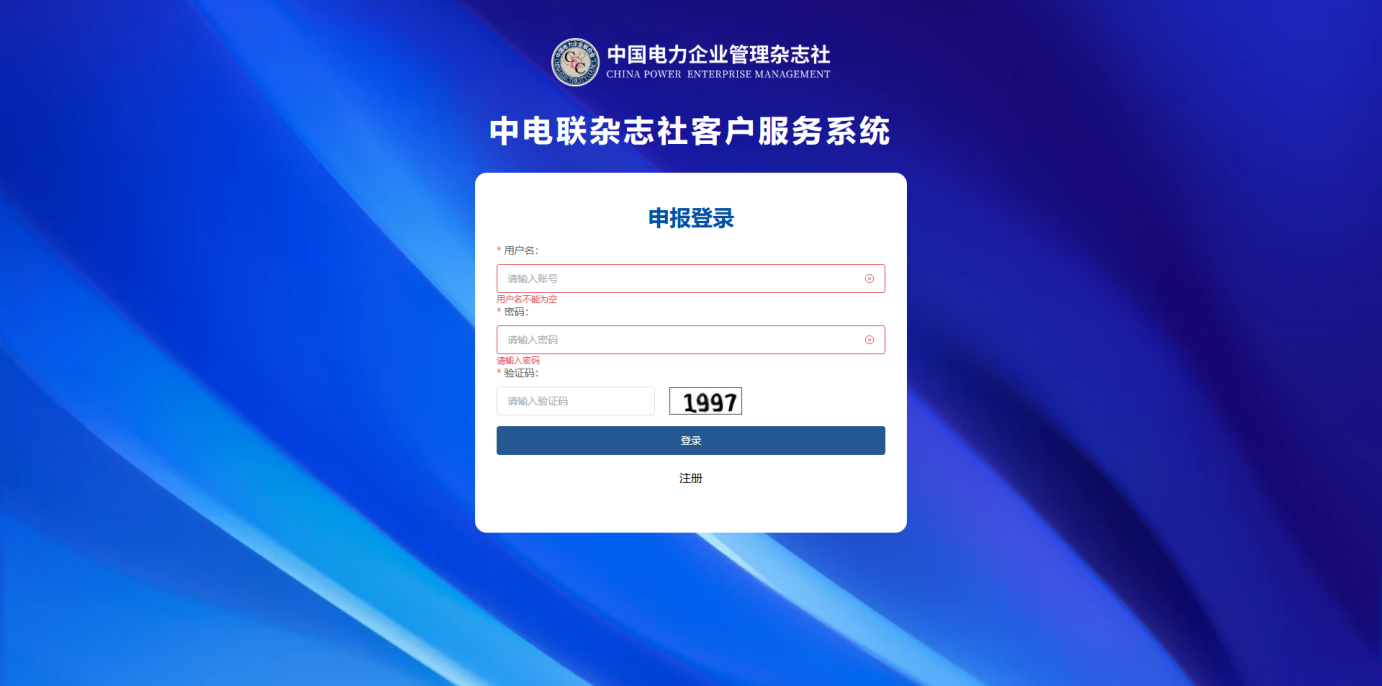 中国电力企业管理杂志社
CHINA POWER ENTERPRISE MANAGEMENT
中电联杂志社客户服务系统
申报登录
* 用户名:
请输入账号
用户名不能为空
* 密码:
请输入密码
请输入密码
* 验证码:
请输入验证码
1997
登录
注册